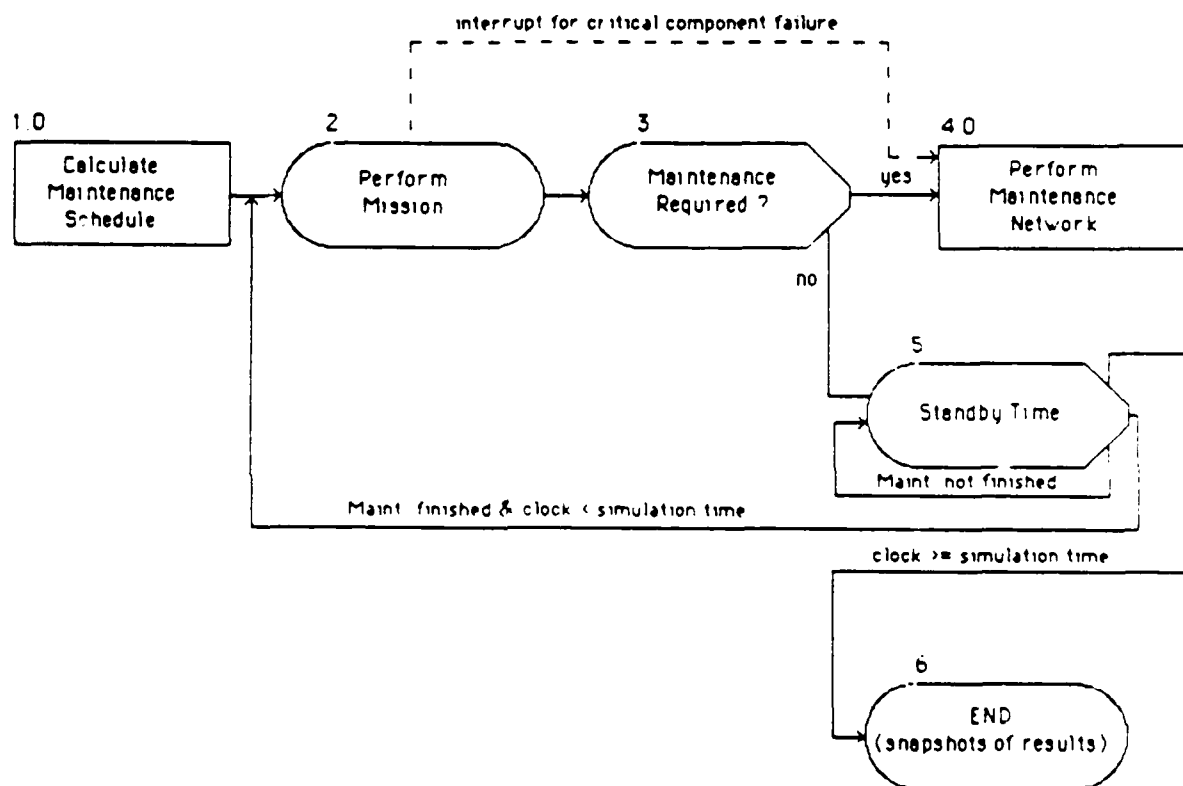 interrupt for critical component failure
1.0
2
3
4.0
Calculate
Maintenance
Schedule
Perform
Mission
Maintenance
Required ?
yes
Perform
Maintenance
Network
no
5
Standby Time
Maint. not finished
Maint. finished & clock < simulation time
clock >= simulation time
6
END
(snapshots of results)